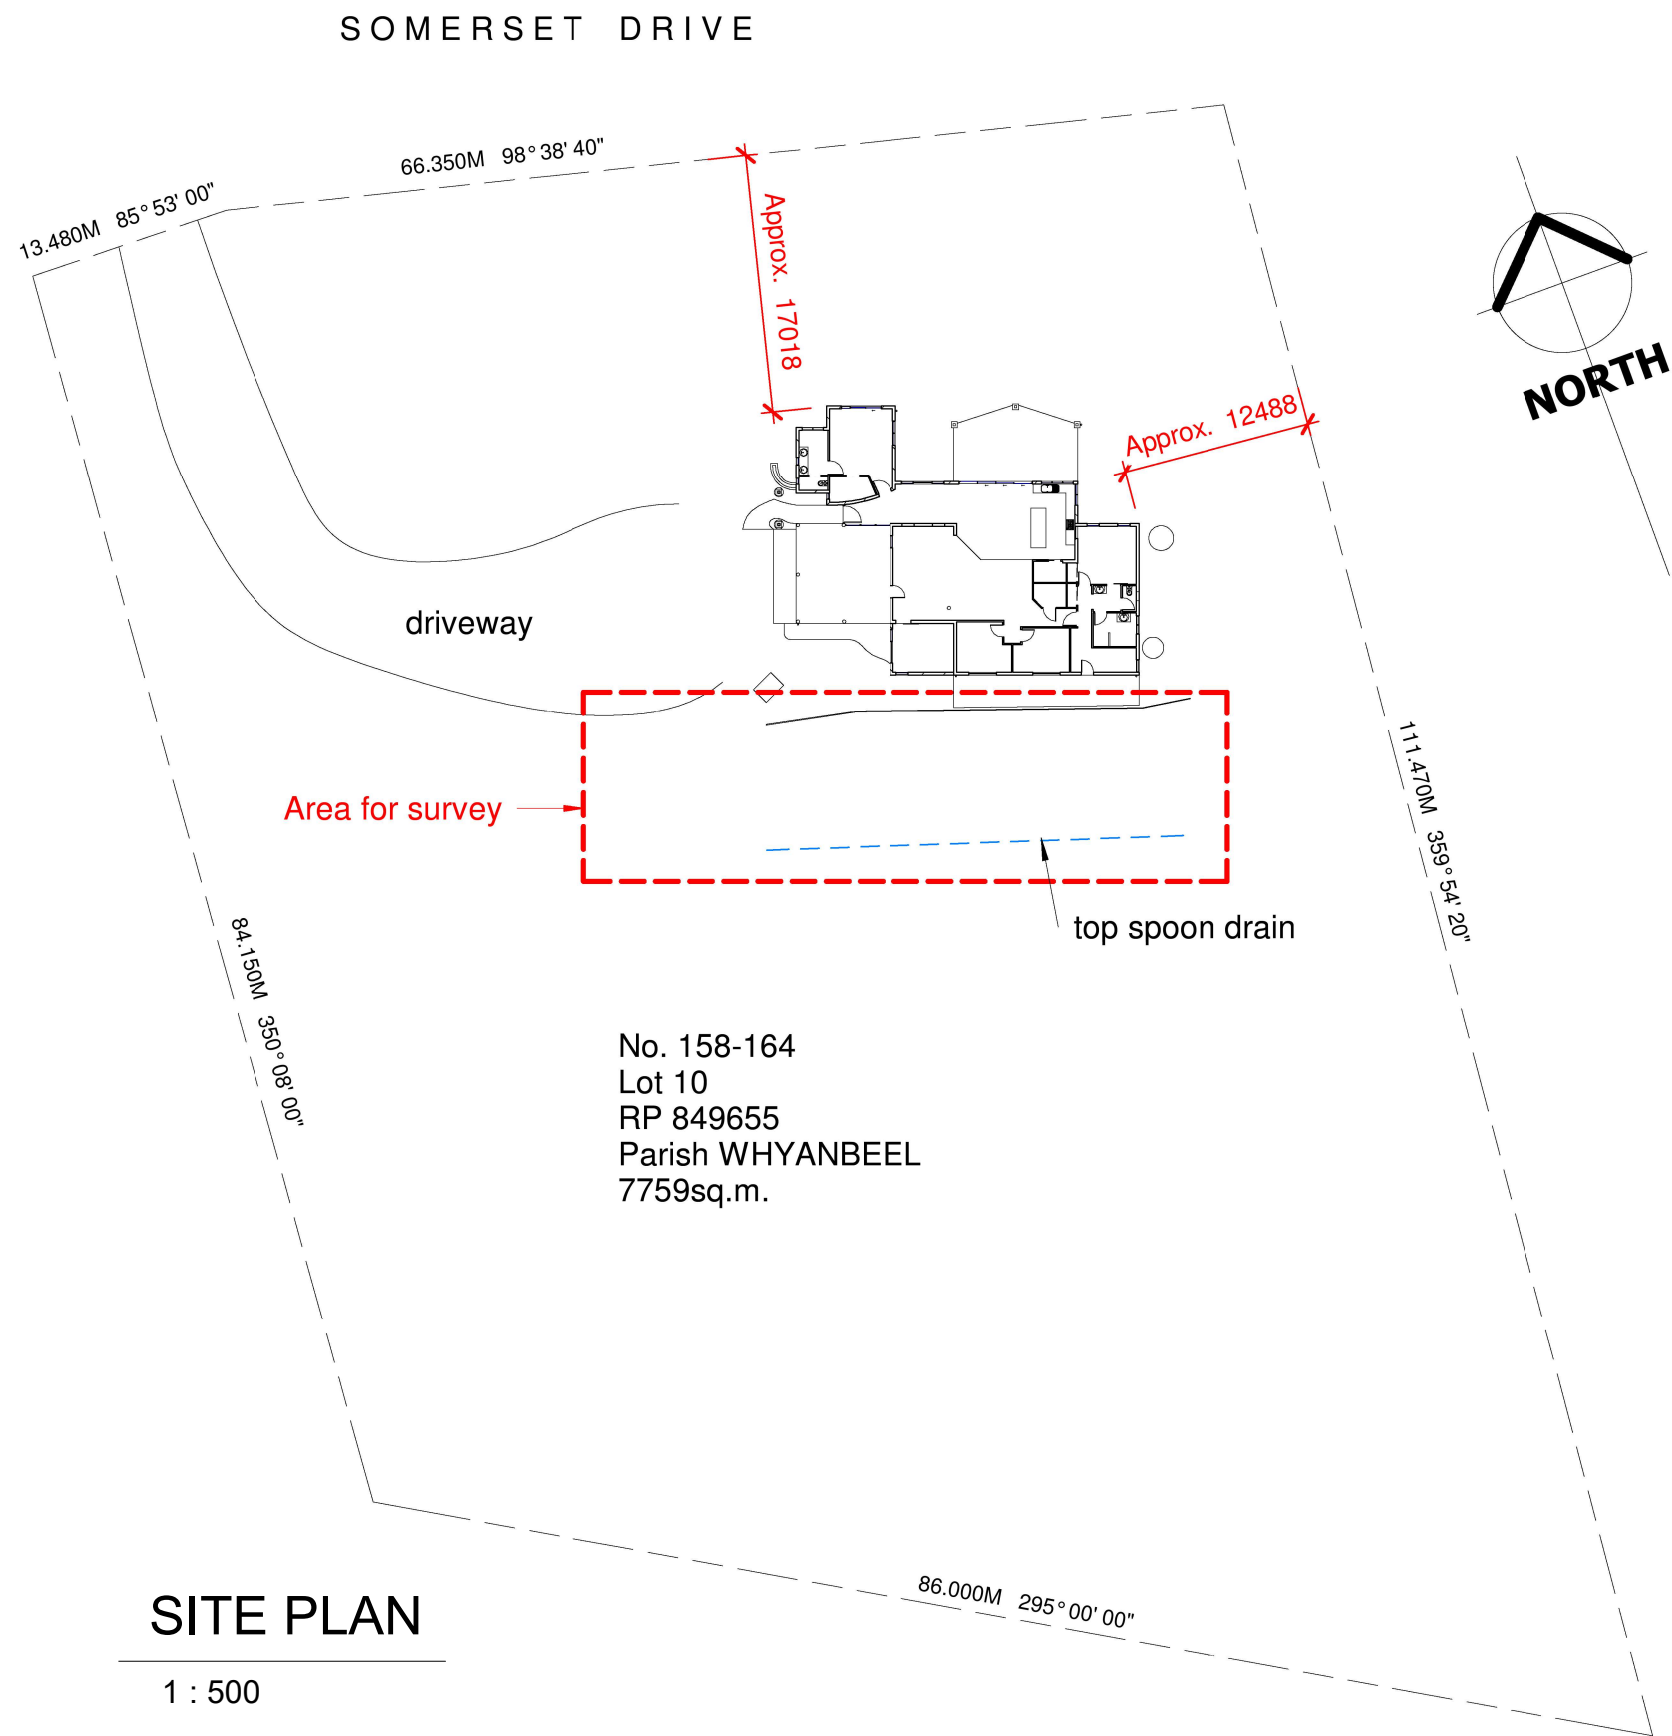 SOMERSET DRIVE
66.350M 98°38'40"
13.480M 85°53'00"
Approx. 17018
NORTH
Approx. 12488
driveway
111.470M 359°54'20"
Area for survey
top spoon drain
84.150M 350°08'00"
No. 158-164
Lot 10
RP 849655
Parish WHYANBEEL
7759sq.m.
86.000M 295°00'00"
SITE PLAN
1 : 500